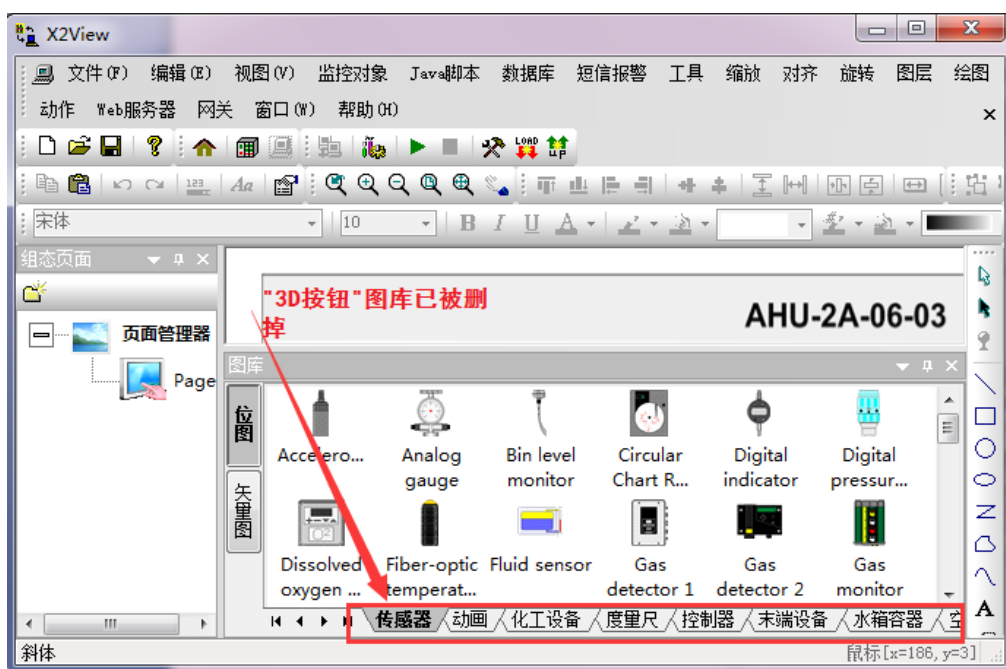 X2View
文件(F) 编辑(E) 视图(V) 监控对象 Java脚本 数据库 短信报警 工具 缩放 对齐 旋转 图层 绘图
动作 Web服务器 网关 窗口(W) 帮助(H)
LOAD
UP
123
Aa
宋体 10 B I U A
组态页面
页面管理器
Page
"3D按钮"图库已被删
掉
AHU-2A-06-03
图库
位图
矢量图
Accelero... Analog gauge Bin level monitor Circular Chart R... Digital indicator Digital pressur...
Dissolved oxygen ... Fiber-optic temperat... Fluid sensor Gas detector 1 Gas detector 2 Gas monitor
传感器 动画 化工设备 度量尺 控制器 末端设备 水箱容器
A
斜体 鼠标[x=186, y=3]